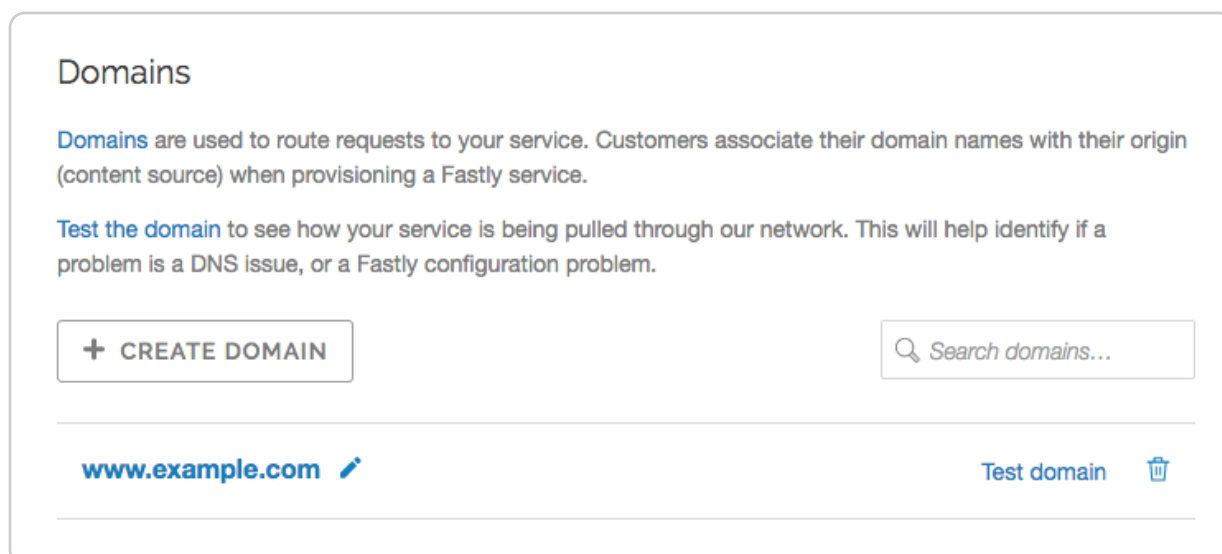 Domains
Domains are used to route requests to your service. Customers associate their domain names with their origin
(content source) when provisioning a Fastly service.
Test the domain to see how your service is being pulled through our network. This will help identify if a
problem is a DNS issue, or a Fastly configuration problem.
+ CREATE DOMAIN
Search domains...
www.example.com
Test domain